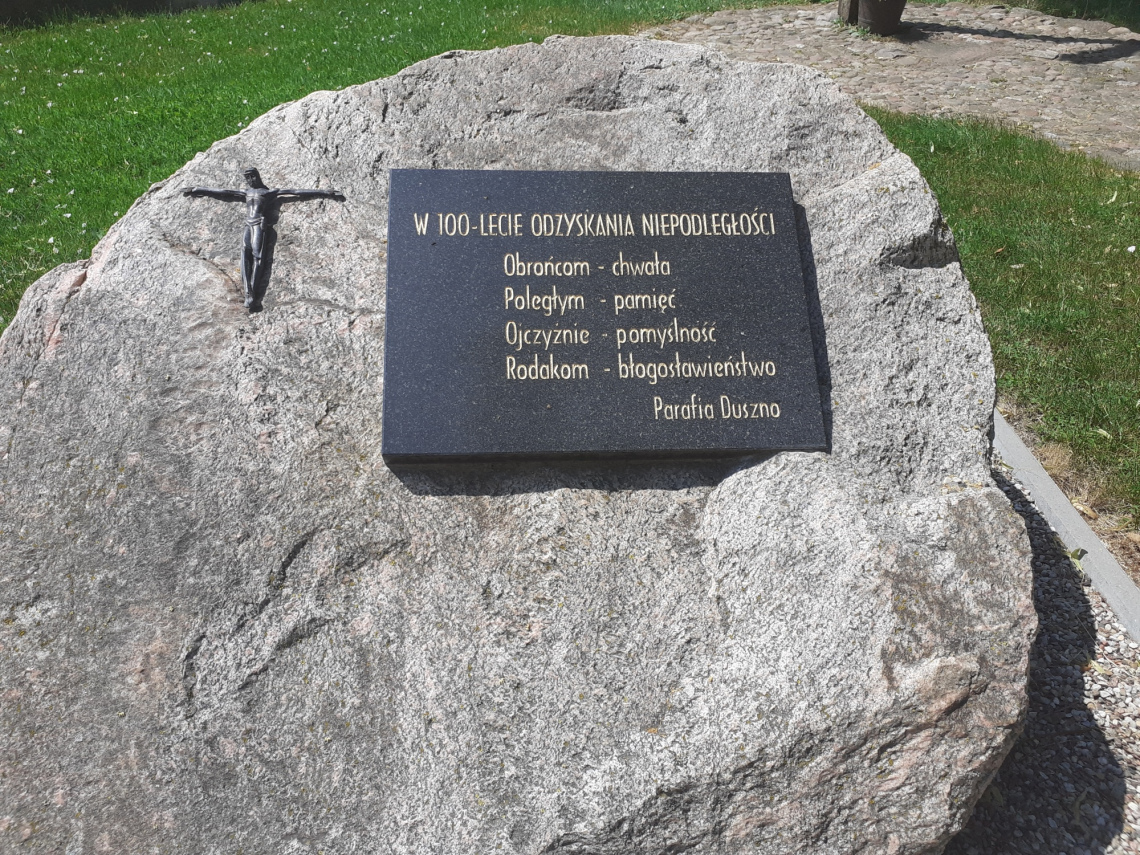 W 100-LECIE ODZYSKANIA NIEPODLEGŁOŚCI
Obrońcom - chwała
Poległym - pamięć
Ojczyźnie - pomyślność
Rodakom - błogosławieństwo
Parafia Duszno